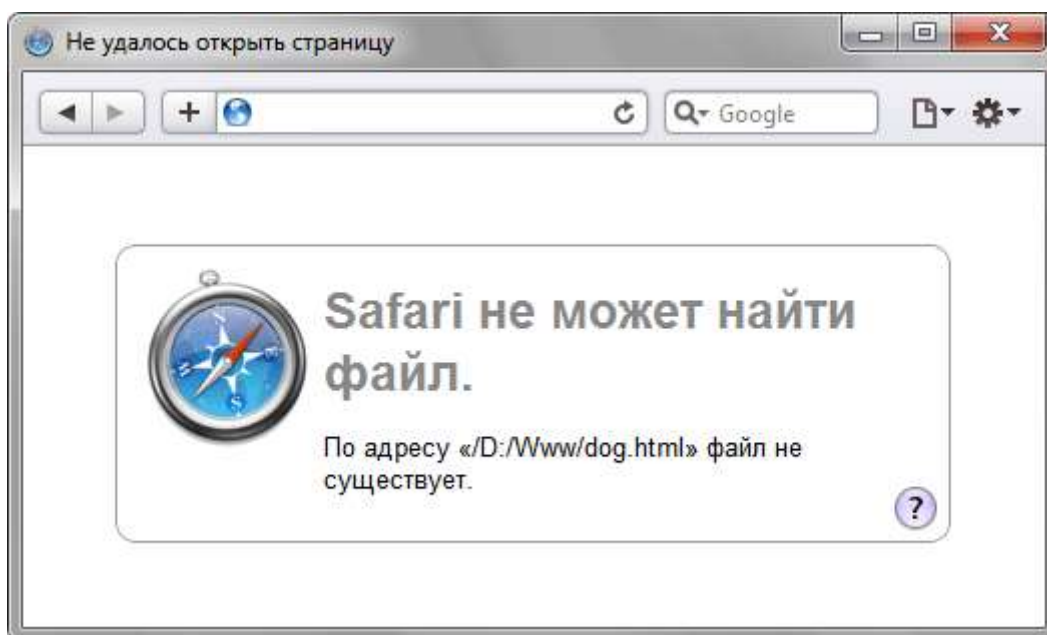 Не удалось открыть страницу
Google
Safari не может найти
файл.
По адресу «/D:/Www/dog.html» файл не
существует.
?